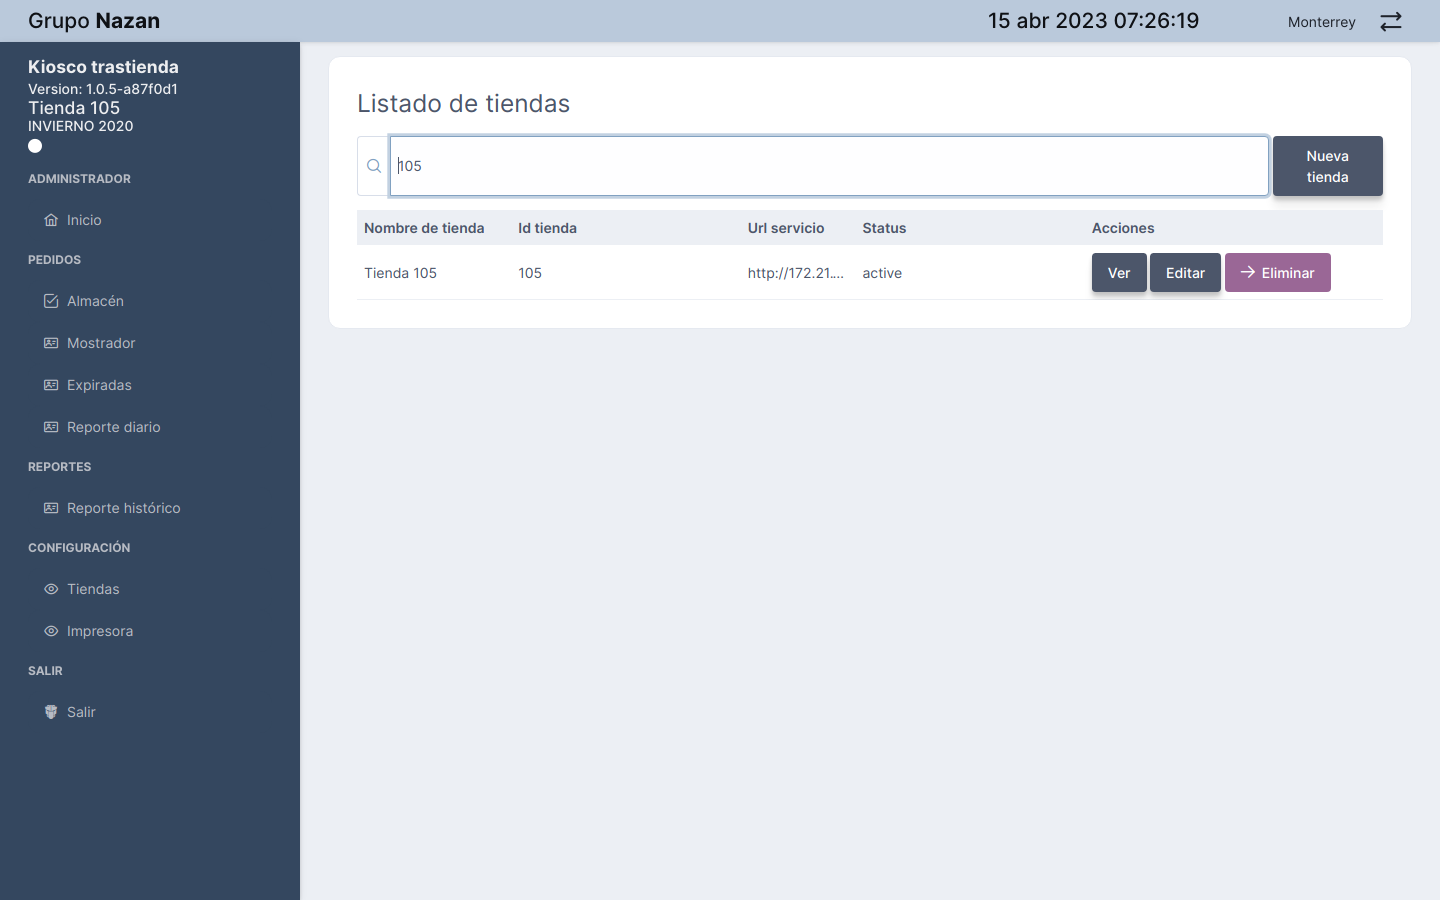 Grupo Nazan
15 abr 2023 07:26:19
Monterrey
Kiosco trastienda
Version: 1.0.5-a87f0d1
Tienda 105
INVIERNO 2020
ADMINISTRADOR
Inicio
PEDIDOS
Almacén
Mostrador
Expiradas
Reporte diario
REPORTES
Reporte histórico
CONFIGURACIÓN
Tiendas
Impresora
SALIR
Salir
Listado de tiendas
105
Nueva
tienda
Nombre de tienda Id tienda Url servicio Status Acciones
Tienda 105 105 http://172.21.... active Ver Editar Eliminar